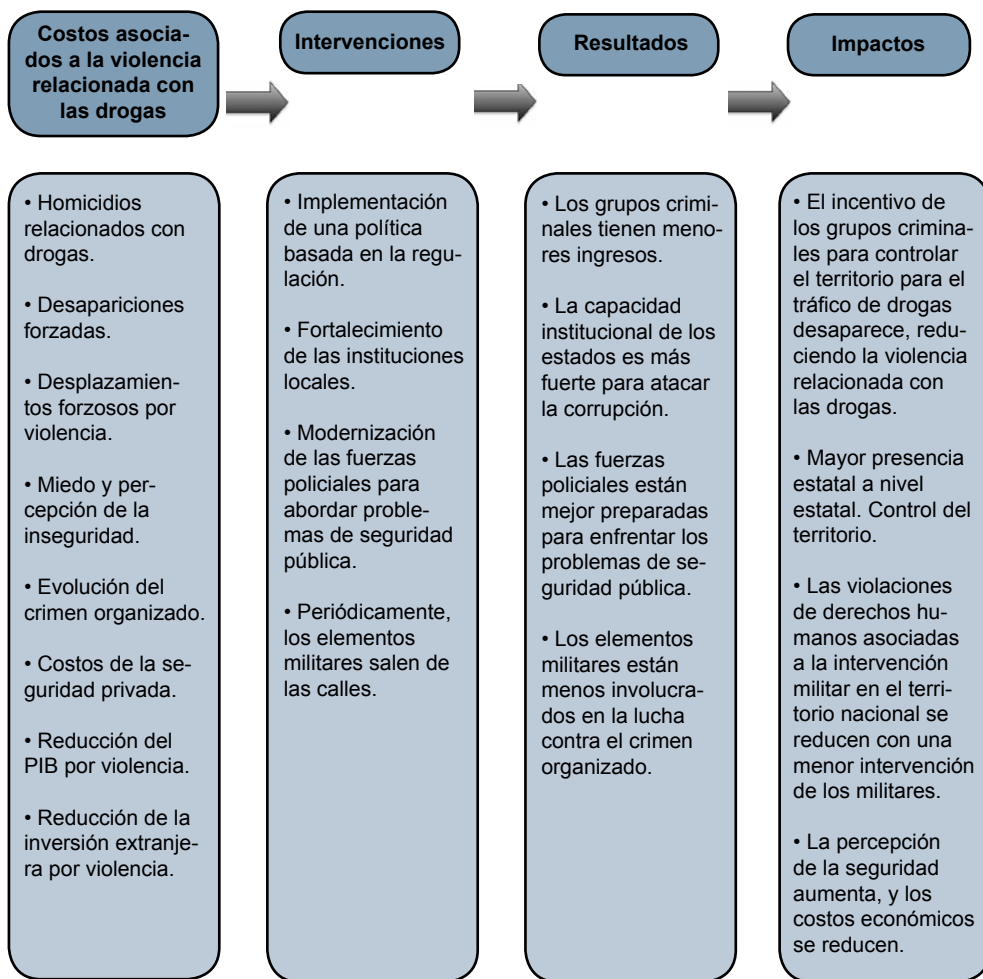 Costos asocia-
dos a la violencia
relacionada con
las drogas
Intervenciones
Resultados
Impactos
• Homicidios
relacionados con
drogas.
• Desapariciones
forzadas.
• Desplazamien-
tos forzosos por
violencia.
• Miedo y per-
cepción de la
inseguridad.
• Evolución del
crimen organizado.
• Costos de la se-
guridad privada.
• Reducción del
PIB por violencia.
• Reducción de la
inversión extranje-
ra por violencia.
• Implementación
de una política
basada en la regu-
lación.
• Fortalecimiento
de las instituciones
locales.
• Modernización
de las fuerzas
policiales para
abordar proble-
mas de seguridad
pública.
• Periódicamente,
los elementos
militares salen de
las calles.
• Los grupos crimi-
nales tienen meno-
res ingresos.
• La capacidad
institucional de los
estados es más
fuerte para atacar
la corrupción.
• Las fuerzas
policiales están
mejor preparadas
para enfrentar los
problemas de se-
guridad pública.
• Los elementos
militares están
menos involucra-
dos en la lucha
contra el crimen
organizado.
• El incentivo de
los grupos crimina-
les para controlar
el territorio para el
tráfico de drogas
desaparece, redu-
ciendo la violencia
relacionada con
las drogas.
• Mayor presencia
estatal a nivel
estatal. Control del
territorio.
• Las violaciones
de derechos hu-
manos asociadas
a la intervención
militar en el terri-
torio nacional se
reducen con una
menor intervención
de los militares.
• La percepción
de la seguridad
aumenta, y los
costos económicos
se reducen.